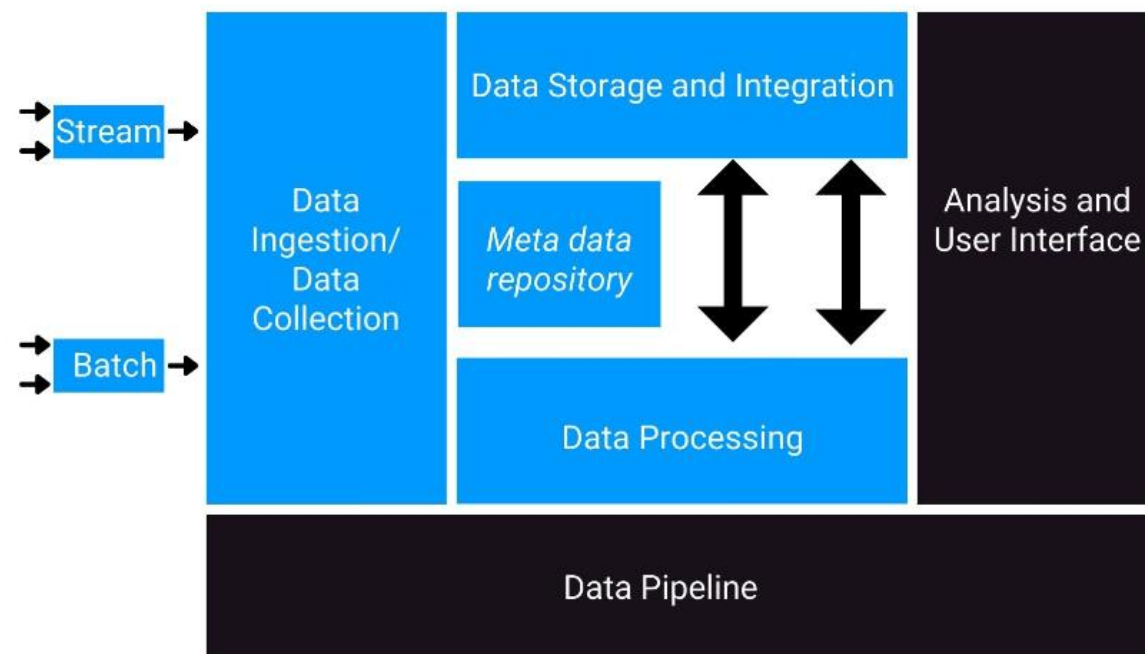 Stream
Batch
Data
Ingestion/
Data
Collection
Data Storage and Integration
Meta data
repository
Data Processing
Analysis and
User Interface
Data Pipeline